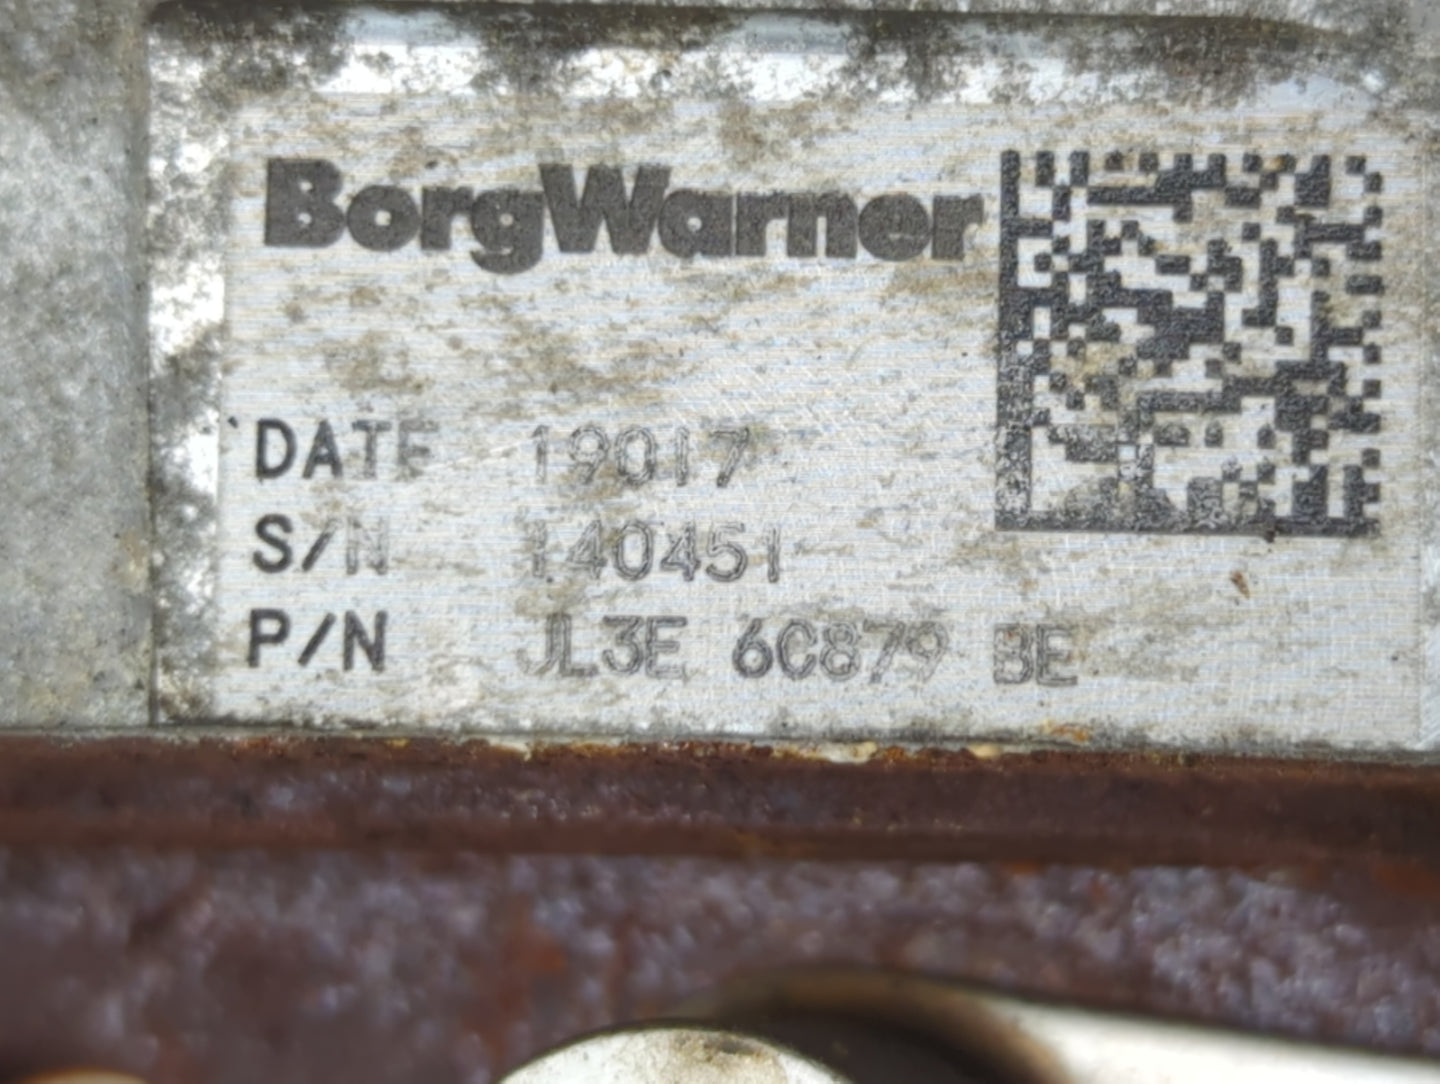 BorgWarner
DATE 19017
S/N 140451
P/N JL3E 6C879 BE